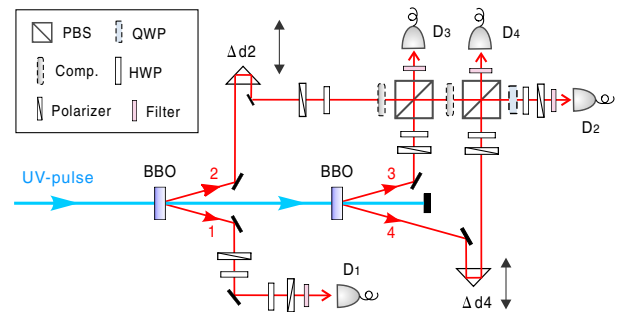 PBS QWP
Comp. HWP
Polarizer Filter
Δd2
D3
D4
D2
UV-pulse
BBO
2
1
BBO
3
4
D1
Δd4